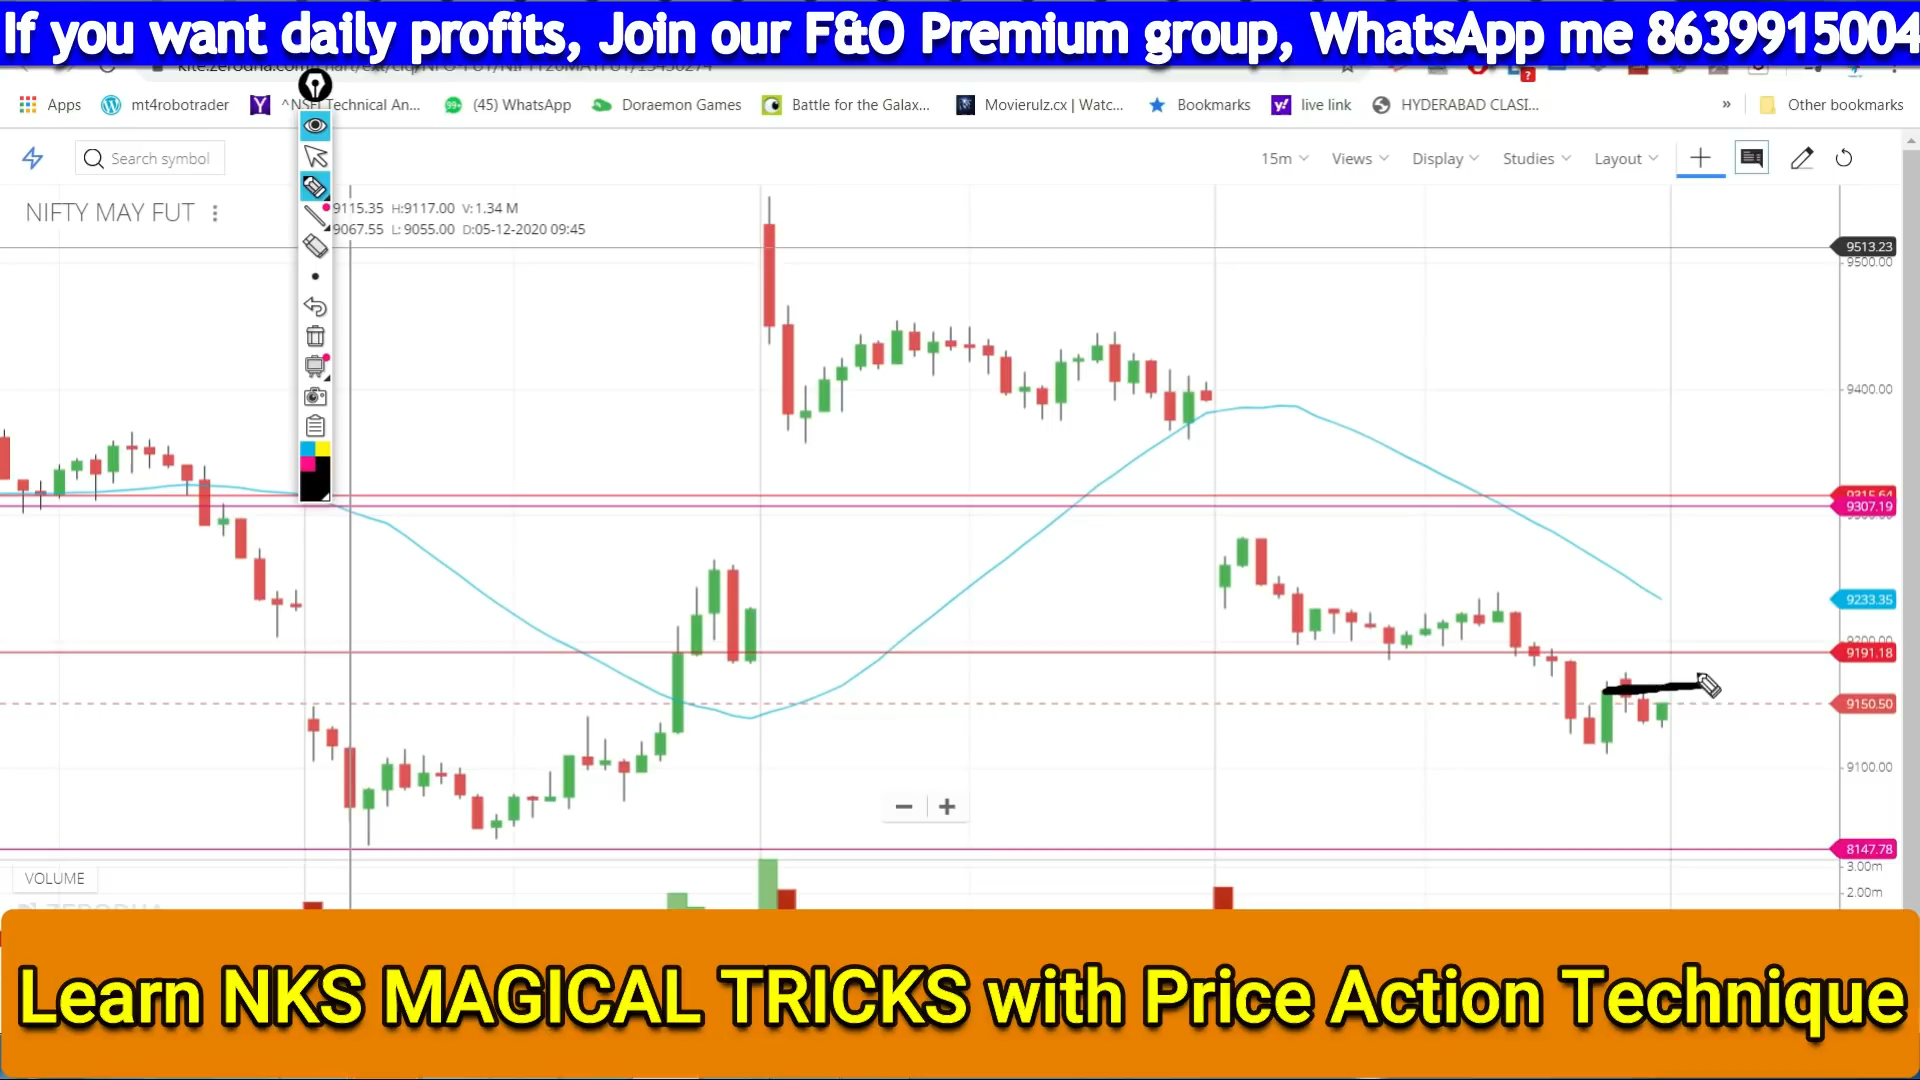 If you want daily profits, Join our F&O Premium group, WhatsApp me 8639915004
Apps mt4robotrader ^NSEI Technical An... (45) WhatsApp Doraemon Games Battle for the Galax... Movierulz.cx | Watc... Bookmarks live link HYDERABAD CLASI... » Other bookmarks
Search symbol 15m Views Display Studies Layout
NIFTY MAY FUT
9115.35 H:9117.00 V: 1.34 M
9067.55 L: 9055.00 D:05-12-2020 09:45
9513.23
9500.00
9400.00
9315.64
9307.19
9233.35
9200.00
9191.18
9150.50
9100.00
8147.78
3.00m
VOLUME
2.00m
Learn NKS MAGICAL TRICKS with Price Action Technique